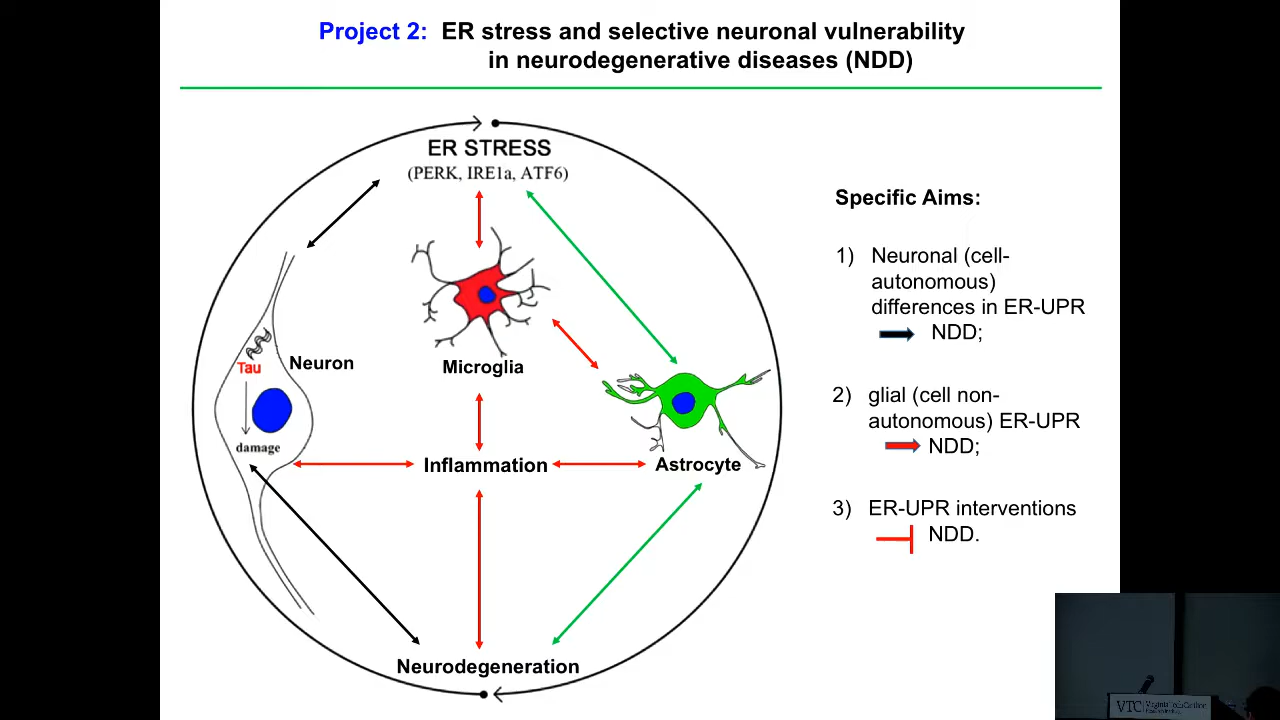 Project 2: ER stress and selective neuronal vulnerability
in neurodegenerative diseases (NDD)
ER STRESS
(PERK, IRE1a, ATF6)
Specific Aims:
1) Neuronal (cell-
autonomous)
differences in ER-UPR
NDD;
Tau
Neuron
Microglia
damage
Inflammation
Astrocyte
2) glial (cell non-
autonomous) ER-UPR
NDD;
3) ER-UPR interventions
NDD.
Neurodegeneration
VTC